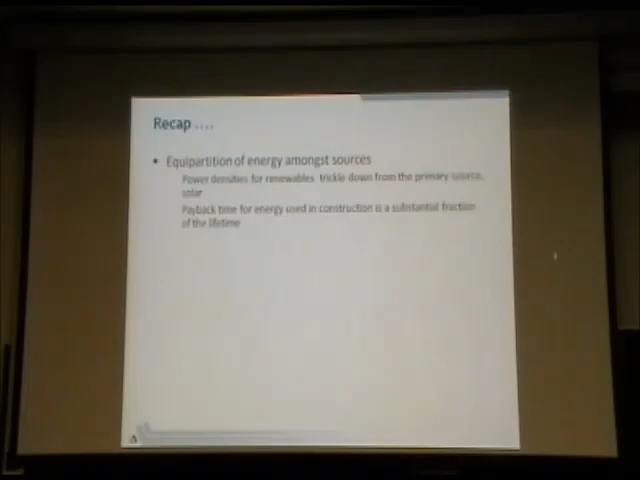 Recap ....
• Equipartition of energy amongst sources
Power densities for renewables trickle down from the primary source,
solar
Payback time for energy used in construction is a substantial fraction
of the lifetime